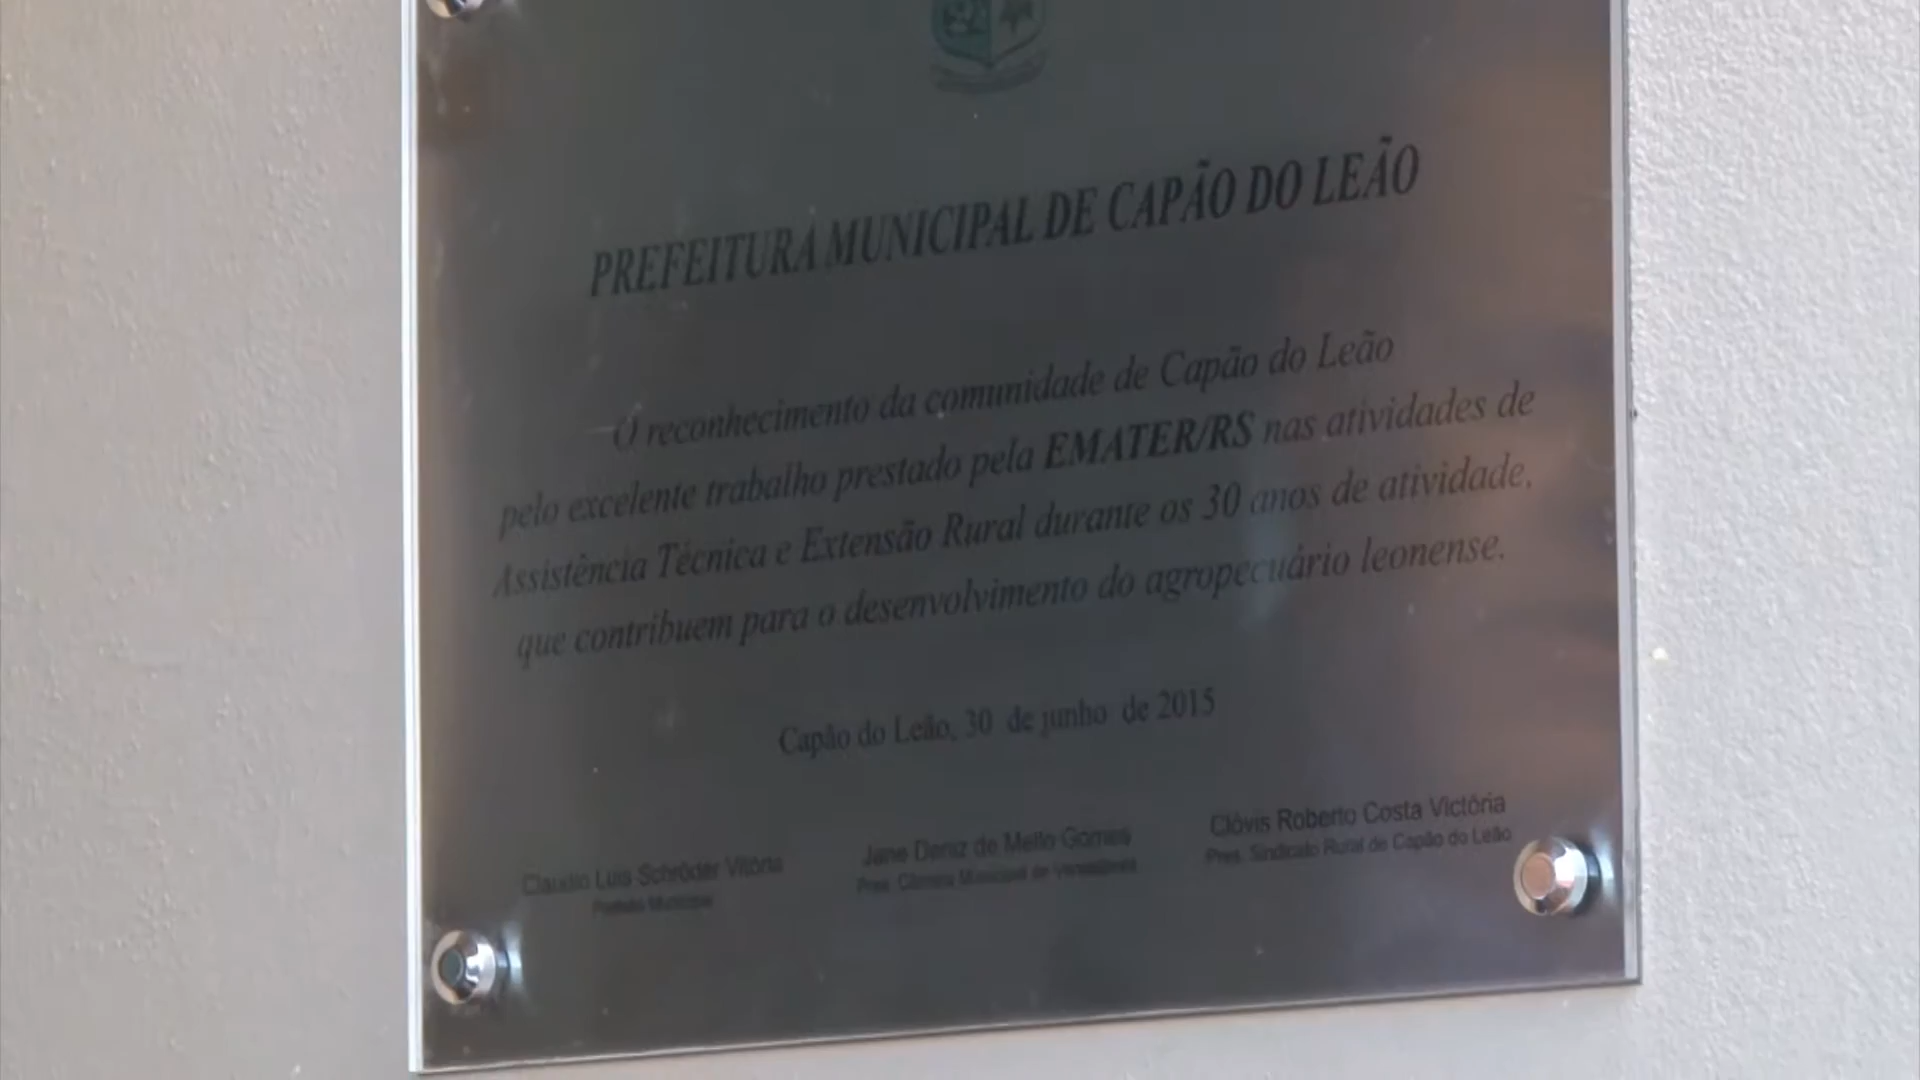 PREFEITURA MUNICIPAL DE CAPÃO DO LEÃO
O reconhecimento da comunidade de Capão do Leão
pelo excelente trabalho prestado pela EMATER/RS nas atividades de
Assistência Técnica e Extensão Rural durante os 30 anos de atividade,
que contribuem para o desenvolvimento do agropecuário leonense.
Capão do Leão, 30 de junho de 2015
Claudio Luis Schröder Vitória
Prefeito Municipal
Jane Deniz de Mello Gomes
Pres. Câmara Municipal de Vereadores
Clóvis Roberto Costa Victória
Pres. Sindicato Rural de Capão do Leão